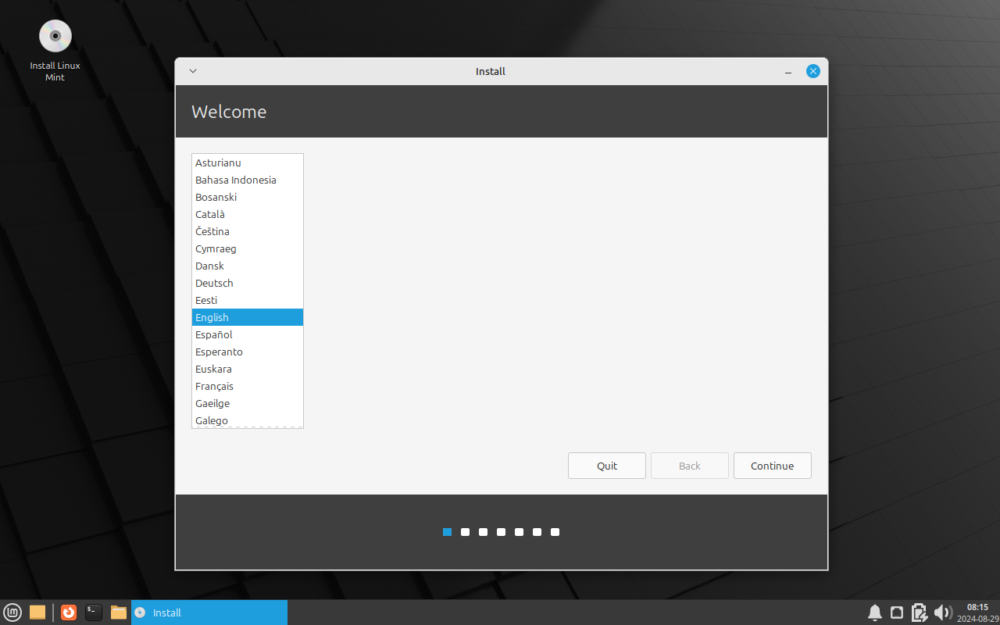 Install Linux
Mint
Install
Welcome
Asturianu
Bahasa Indonesia
Bosanski
Català
Čeština
Cymraeg
Dansk
Deutsch
Eesti
English
Español
Esperanto
Euskara
Français
Gaeilge
Galego
Quit
Back
Continue
$_
Install
08:15
2024-08-29